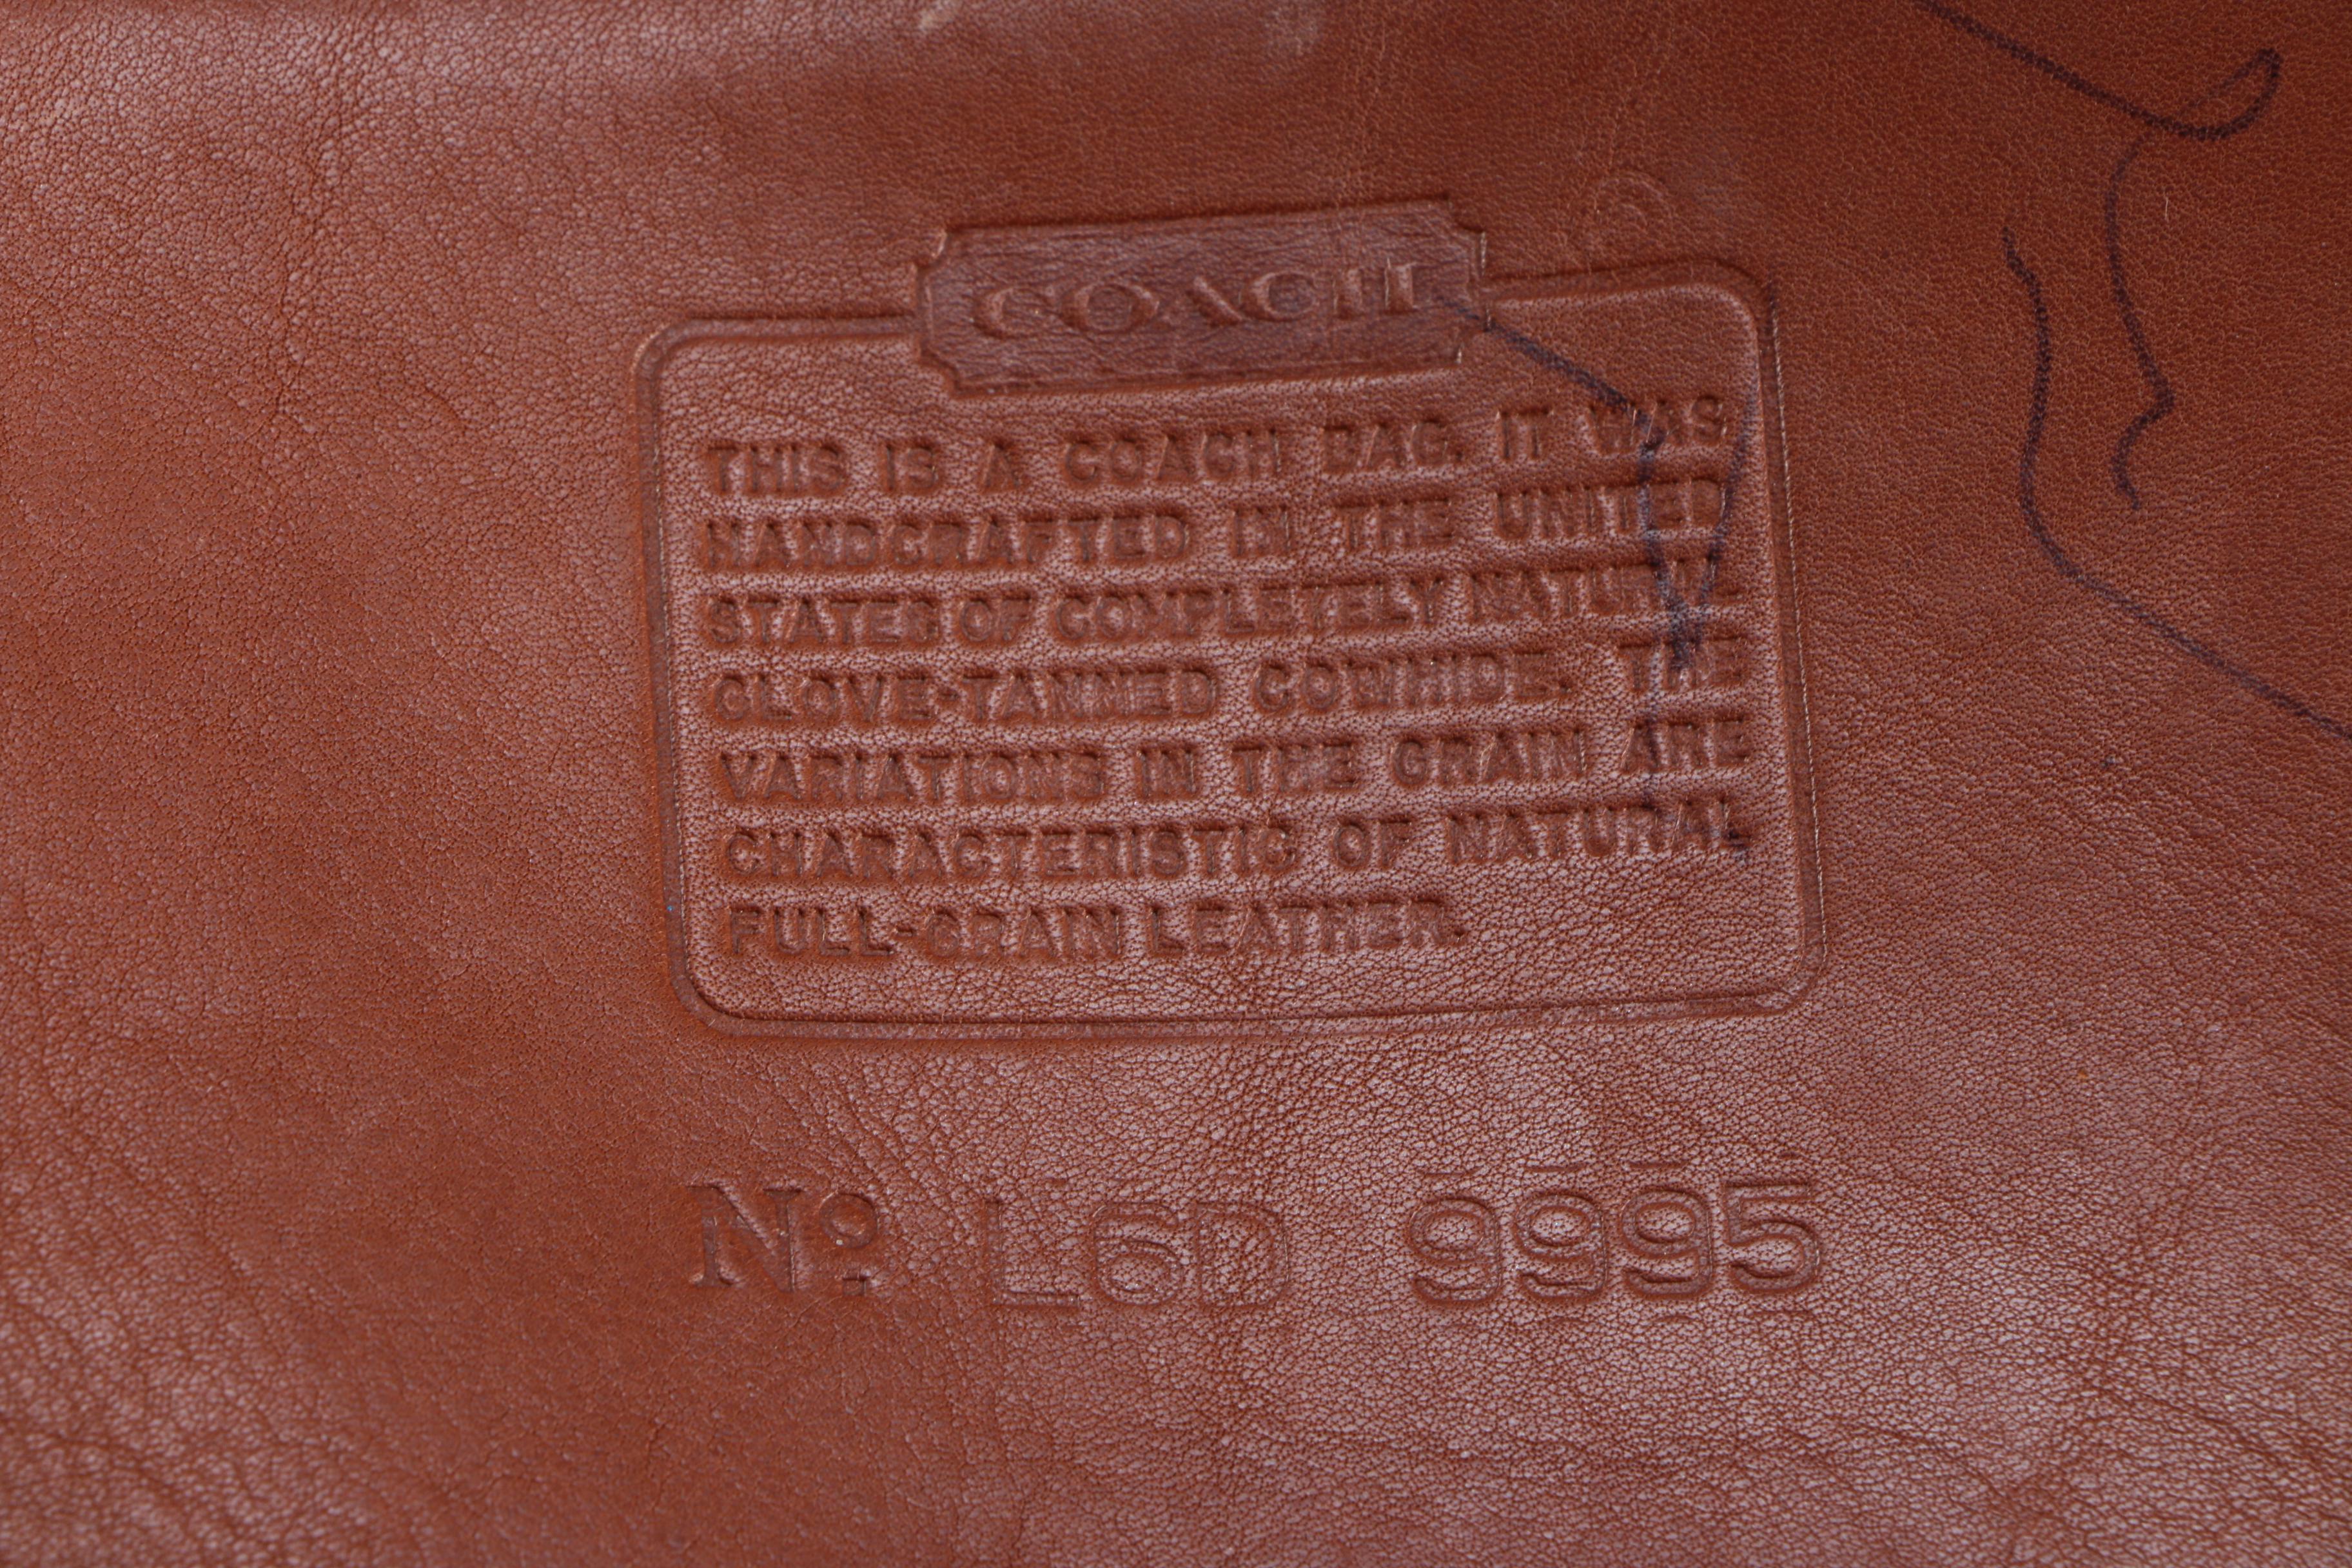 COACH
THIS IS A COACH BAG. IT WAS
HANDCRAFTED IN THE UNITED
STATES OF COMPLETELY NATURAL
GLOVE-TANNED COWHIDE. THE
VARIATIONS IN THE GRAIN ARE
CHARACTERISTIC OF NATURAL
FULL-GRAIN LEATHER.
Nº L6D 9995